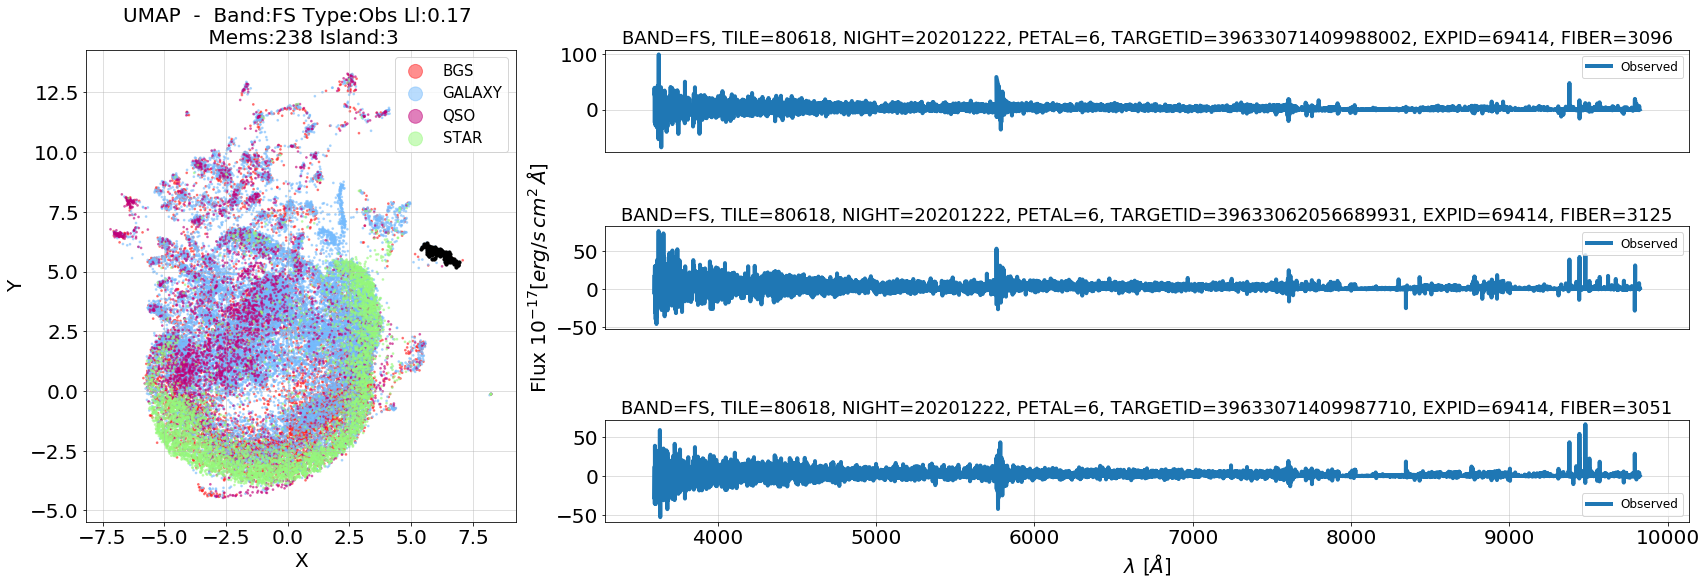 UMAP - Band:FS Type:Obs Ll:0.17
Mems:238 Island:3
BGS
GALAXY
QSO
STAR
12.5
10.0
7.5
5.0
2.5
0.0
−2.5
−5.0
Y
−7.5 −5.0 −2.5 0.0 2.5 5.0 7.5
X
Flux 10−17[erg/s cm2 Å]
BAND=FS, TILE=80618, NIGHT=20201222, PETAL=6, TARGETID=39633071409988002, EXPID=69414, FIBER=3096
100
0
Observed
BAND=FS, TILE=80618, NIGHT=20201222, PETAL=6, TARGETID=39633062056689931, EXPID=69414, FIBER=3125
50
0
−50
Observed
BAND=FS, TILE=80618, NIGHT=20201222, PETAL=6, TARGETID=39633071409987710, EXPID=69414, FIBER=3051
50
0
−50
Observed
4000 5000 6000 7000 8000 9000 10000
λ [Å]